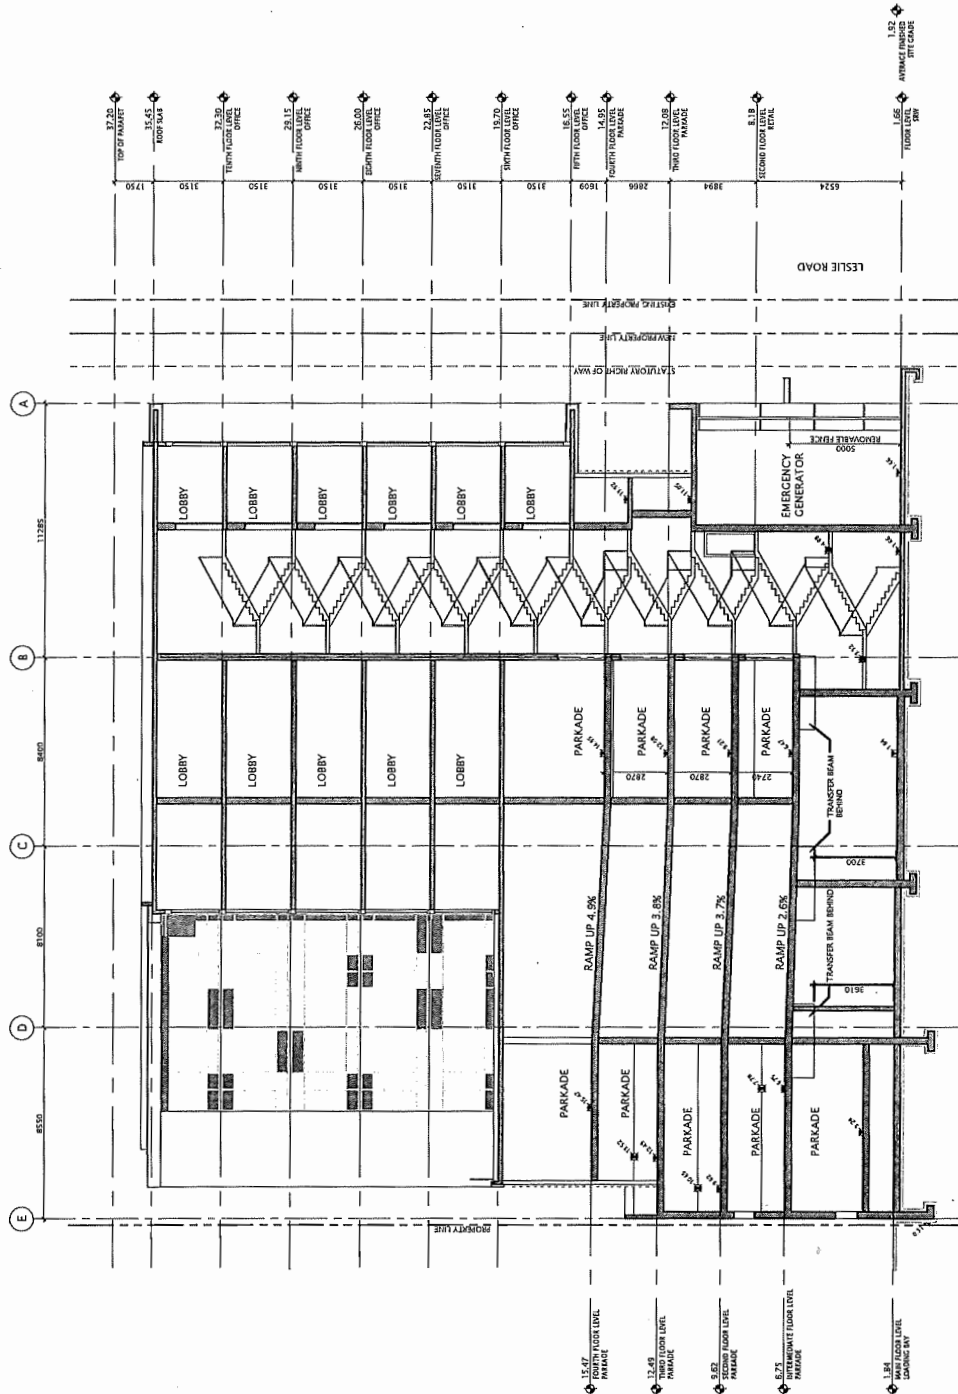 37.20
TOP OF PARAPET
35.45
ROOF SLAB
32.30
TENTH FLOOR LEVEL
OFFICE
29.15
NINTH FLOOR LEVEL
OFFICE
26.00
EIGHTH FLOOR LEVEL
OFFICE
22.85
SEVENTH FLOOR LEVEL
OFFICE
19.70
SIXTH FLOOR LEVEL
OFFICE
16.55
FIFTH FLOOR LEVEL
OFFICE
14.95
FOURTH FLOOR LEVEL
PARKADE
12.08
THIRD FLOOR LEVEL
PARKADE
8.18
SECOND FLOOR LEVEL
RETAIL
1.66
FLOOR LEVEL
SRW
1.92
AVERAGE FINISHED
SITE GRADE
1750
3150
3150
3150
3150
3150
3150
1609
2866
3894
6524
LESLIE ROAD
EXISTING PROPERTY LINE
NEW PROPERTY LINE
STATUTORY RIGHT OF WAY
A
B
C
D
E
11285
8400
8100
8550
LOBBY
LOBBY
LOBBY
LOBBY
LOBBY
LOBBY
EMERGENCY
GENERATOR
REMOVABLE FENCE
5000
LOBBY
LOBBY
LOBBY
LOBBY
LOBBY
PARKADE
PARKADE
PARKADE
PARKADE
2870
2870
2740
TRANSFER BEAM
BEHIND
3700
RAMP UP 4.9%
RAMP UP 3.8%
RAMP UP 3.7%
RAMP UP 2.6%
TRANSFER BEAM BEHIND
3610
PARKADE
PARKADE
PARKADE
PARKADE
PARKADE
PROPERTY LINE
15.47
FOURTH FLOOR LEVEL
PARKADE
12.49
THIRD FLOOR LEVEL
PARKADE
9.62
SECOND FLOOR LEVEL
PARKADE
6.75
INTERMEDIATE FLOOR LEVEL
PARKADE
1.84
MAIN FLOOR LEVEL
LOADING BAY